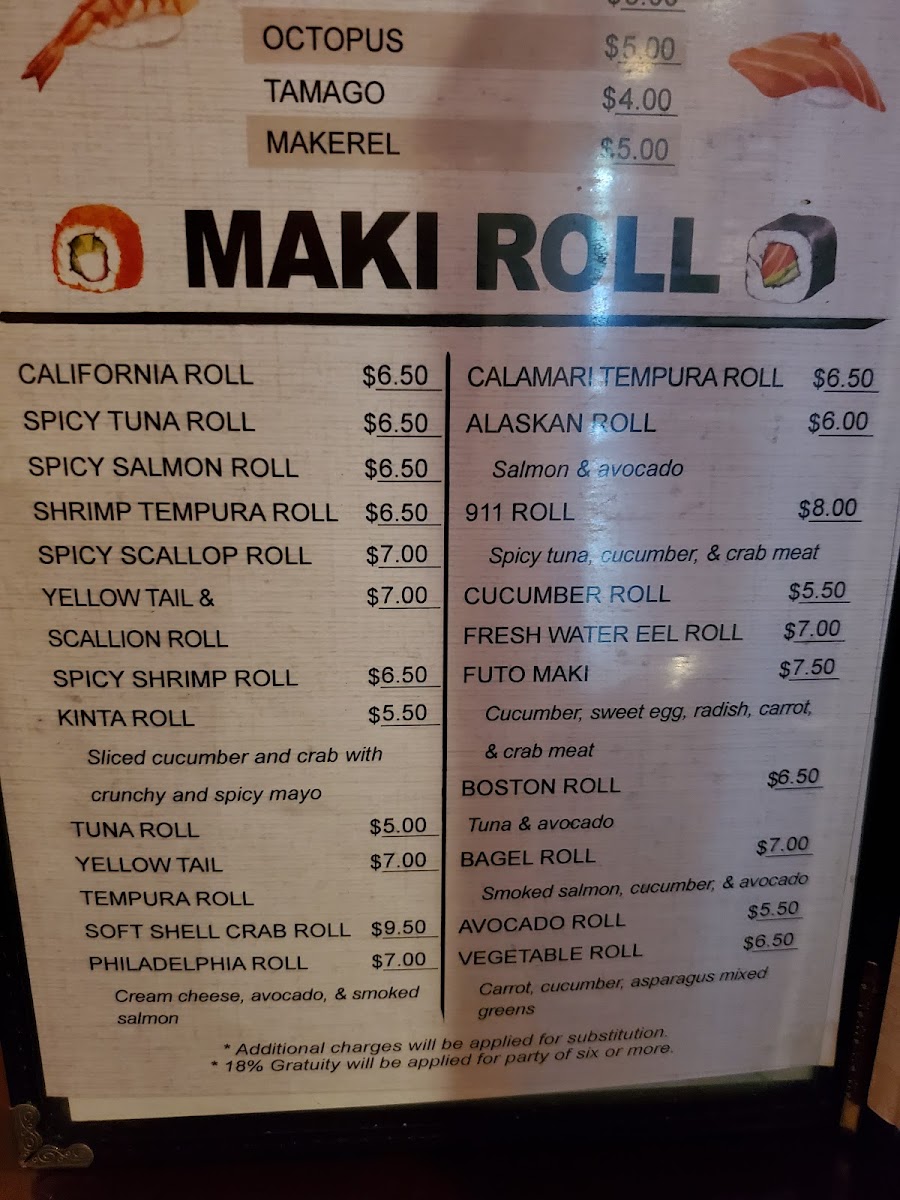 OCTOPUS $5.00
TAMAGO $4.00
MAKEREL $5.00
MAKI ROLL
CALIFORNIA ROLL $6.50
SPICY TUNA ROLL $6.50
SPICY SALMON ROLL $6.50
SHRIMP TEMPURA ROLL $6.50
SPICY SCALLOP ROLL $7.00
YELLOW TAIL & $7.00
SCALLION ROLL
SPICY SHRIMP ROLL $6.50
KINTA ROLL $5.50
Sliced cucumber and crab with
crunchy and spicy mayo
TUNA ROLL $5.00
YELLOW TAIL $7.00
TEMPURA ROLL
SOFT SHELL CRAB ROLL $9.50
PHILADELPHIA ROLL $7.00
Cream cheese, avocado, & smoked
salmon
CALAMARI TEMPURA ROLL $6.50
ALASKAN ROLL $6.00
Salmon & avocado
911 ROLL $8.00
Spicy tuna, cucumber, & crab meat
CUCUMBER ROLL $5.50
FRESH WATER EEL ROLL $7.00
FUTO MAKI $7.50
Cucumber, sweet egg, radish, carrot,
& crab meat
BOSTON ROLL $6.50
Tuna & avocado
BAGEL ROLL $7.00
Smoked salmon, cucumber, & avocado
AVOCADO ROLL $5.50
VEGETABLE ROLL $6.50
Carrot, cucumber, asparagus mixed
greens
* Additional charges will be applied for substitution.
* 18% Gratuity will be applied for party of six or more.